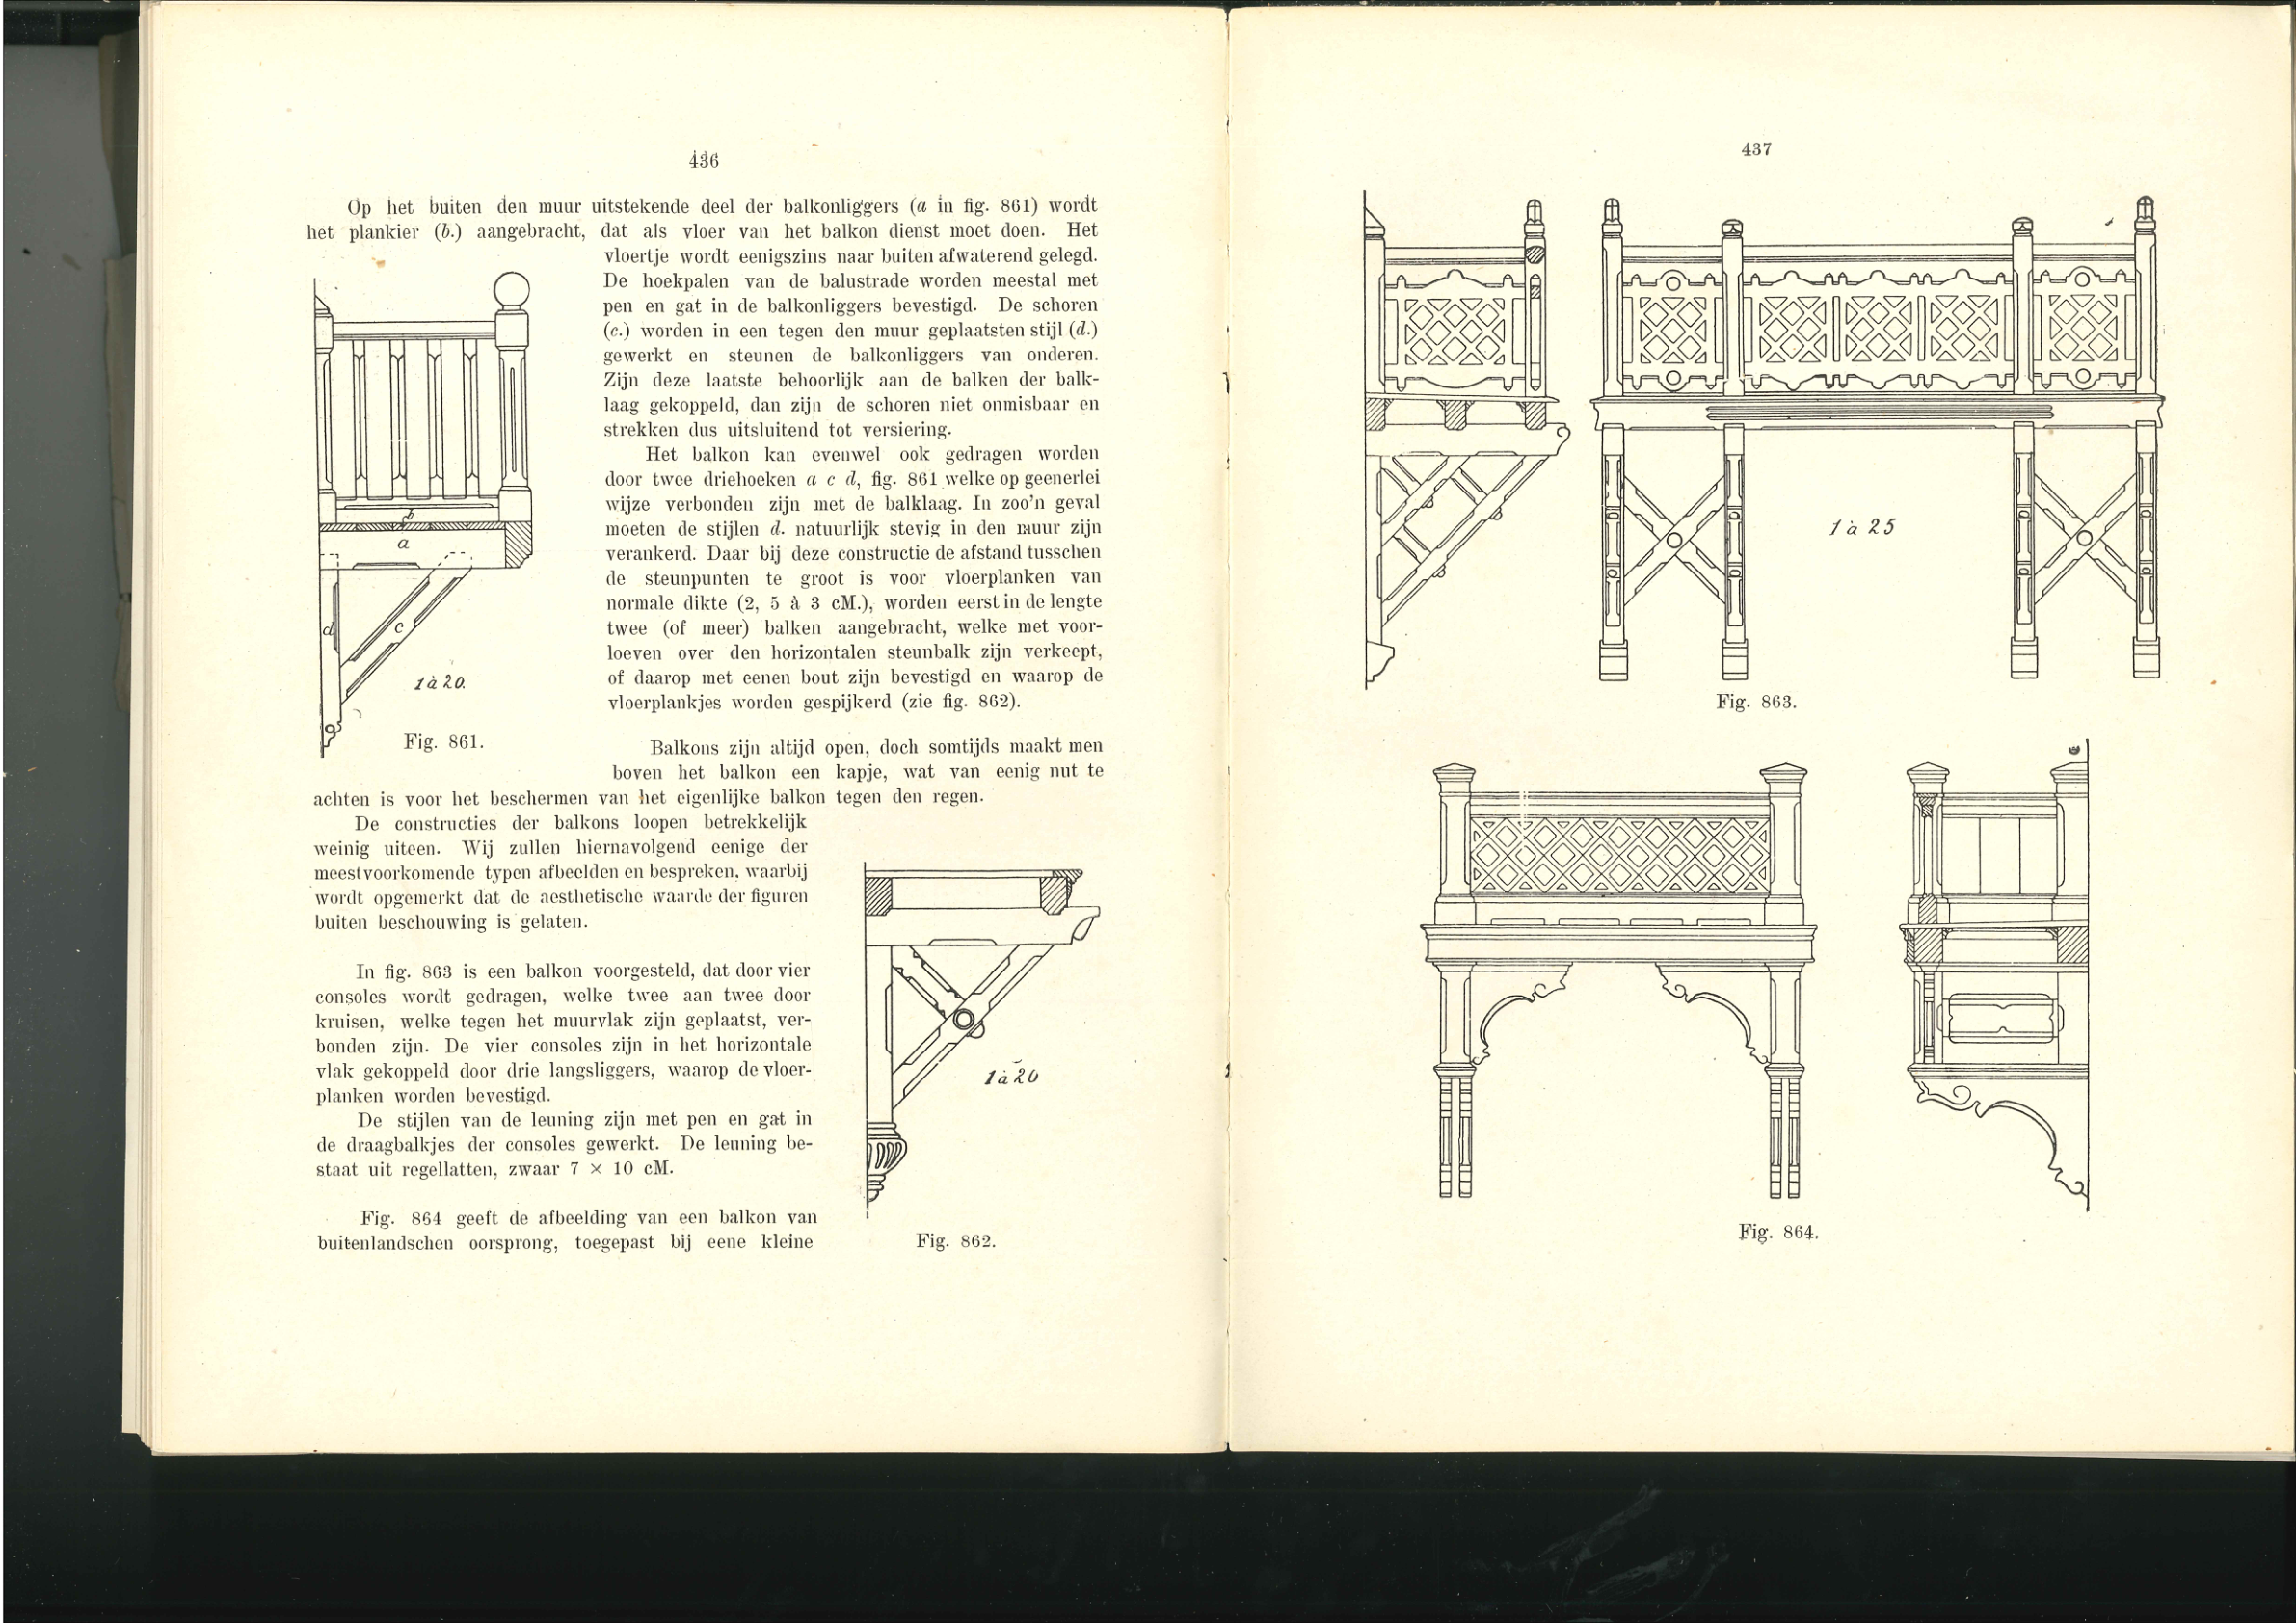 436
Op het buiten den muur uitstekende deel der balkonliggers (a in fig. 861) wordt
het plankier (b.) aangebracht, dat als vloer van het balkon dienst moet doen. Het
vloertje wordt eenigszins naar buiten afwaterend gelegd.
De hoekpalen van de balustrade worden meestal met
pen en gat in de balkonliggers bevestigd. De schoren
(c.) worden in een tegen den muur geplaatsten stijl (d.)
gewerkt en steunen de balkonliggers van onderen.
Zijn deze laatste behoorlijk aan de balken der balk-
laag gekoppeld, dan zijn de schoren niet onmisbaar en
strekken dus uitsluitend tot versiering.
Het balkon kan evenwel ook gedragen worden
door twee driehoeken a c d, fig. 861 welke op geenerlei
wijze verbonden zijn met de balklaag. In zoo'n geval
moeten de stijlen d. natuurlijk stevig in den muur zijn
verankerd. Daar bij deze constructie de afstand tusschen
de steunpunten te groot is voor vloerplanken van
normale dikte (2, 5 à 3 cM.), worden eerst in de lengte
twee (of meer) balken aangebracht, welke met voor-
loeven over den horizontalen steunbalk zijn verkeept,
of daarop met eenen bout zijn bevestigd en waarop de
vloerplankjes worden gespijkerd (zie fig. 862).
b
a
d
c
1 à 20.
Fig. 861.
Balkons zijn altijd open, doch somtijds maakt men
boven het balkon een kapje, wat van eenig nut te
achten is voor het beschermen van het eigenlijke balkon tegen den regen.
De constructies der balkons loopen betrekkelijk
weinig uiteen. Wij zullen hiernavolgend eenige der
meestvoorkomende typen afbeelden en bespreken, waarbij
wordt opgemerkt dat de aesthetische waarde der figuren
buiten beschouwing is gelaten.
In fig. 863 is een balkon voorgesteld, dat door vier
consoles wordt gedragen, welke twee aan twee door
kruisen, welke tegen het muurvlak zijn geplaatst, ver-
bonden zijn. De vier consoles zijn in het horizontale
vlak gekoppeld door drie langsliggers, waarop de vloer-
planken worden bevestigd.
De stijlen van de leuning zijn met pen en gat in
de draagbalkjes der consoles gewerkt. De leuning be-
staat uit regellatten, zwaar 7 × 10 cM.
Fig. 864 geeft de afbeelding van een balkon van
buitenlandschen oorsprong, toegepast bij eene kleine
1 à 20
Fig. 862.
437
1 à 25
Fig. 863.
Fig. 864.